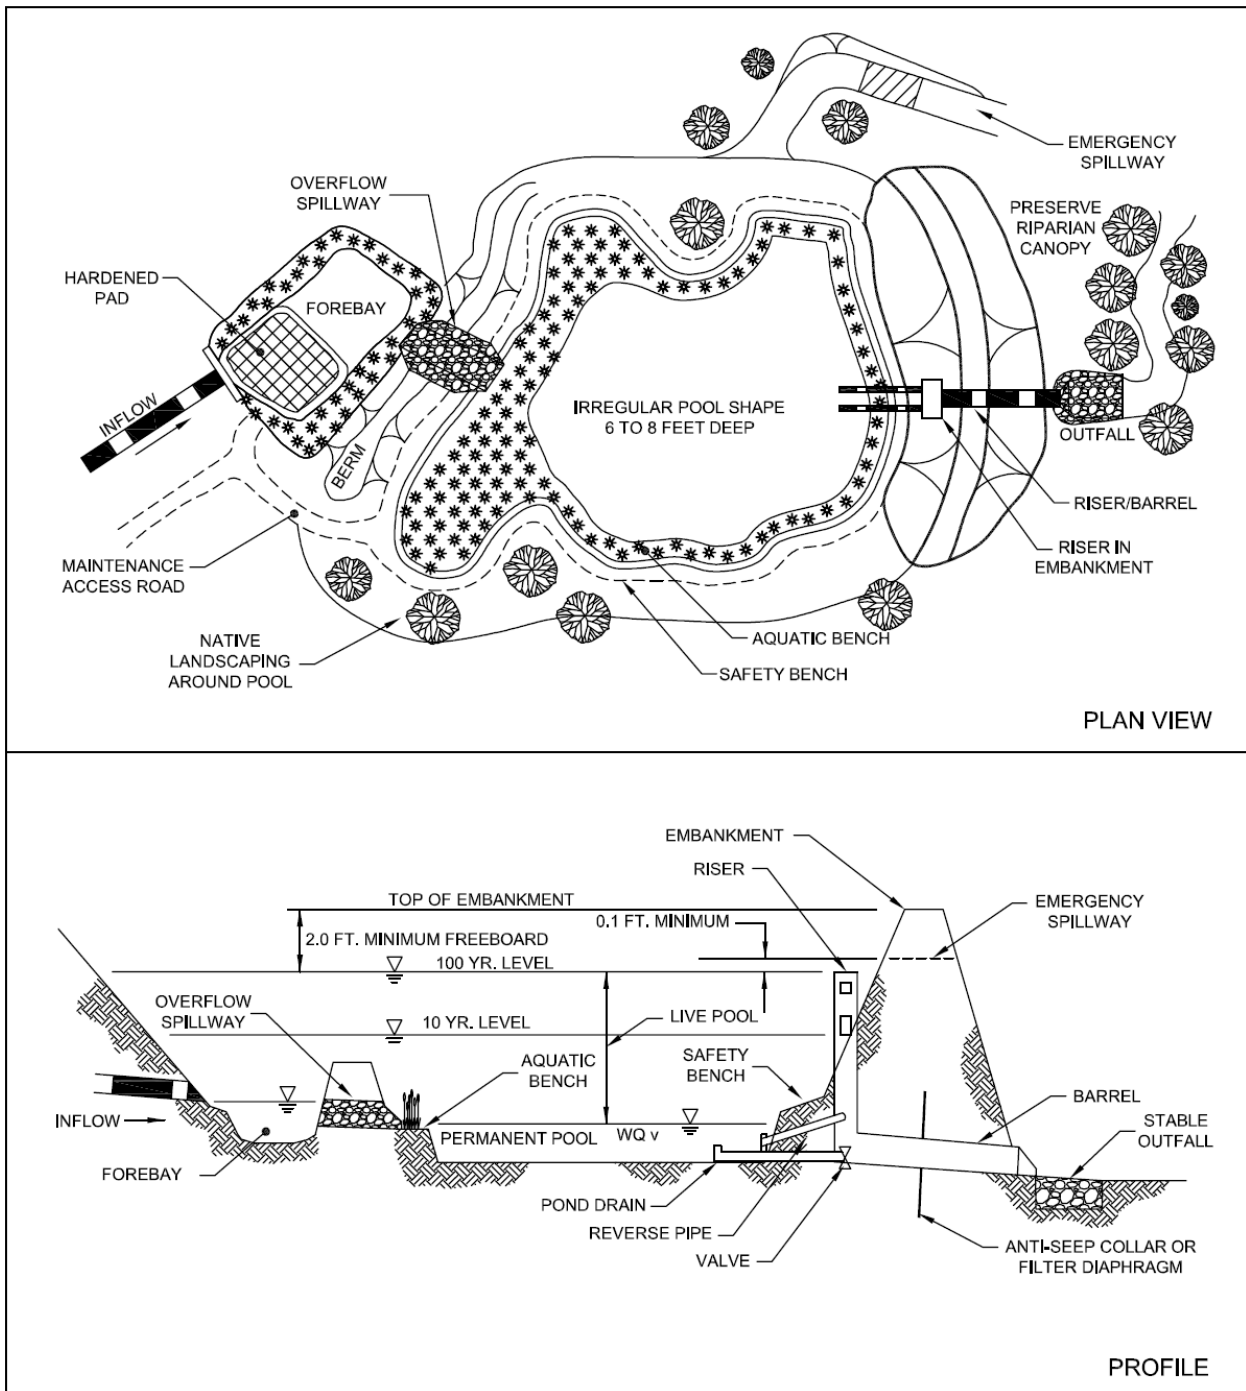 EMERGENCY
SPILLWAY
OVERFLOW
SPILLWAY
PRESERVE
RIPARIAN
CANOPY
HARDENED
PAD
FOREBAY
INFLOW
IRREGULAR POOL SHAPE
6 TO 8 FEET DEEP
OUTFALL
BERM
RISER/BARREL
MAINTENANCE
ACCESS ROAD
RISER IN
EMBANKMENT
NATIVE
LANDSCAPING
AROUND POOL
AQUATIC BENCH
SAFETY BENCH
PLAN VIEW
EMBANKMENT
RISER
TOP OF EMBANKMENT
EMERGENCY
SPILLWAY
0.1 FT. MINIMUM
2.0 FT. MINIMUM FREEBOARD
100 YR. LEVEL
OVERFLOW
SPILLWAY
10 YR. LEVEL
LIVE POOL
AQUATIC
BENCH
SAFETY
BENCH
BARREL
INFLOW
STABLE
OUTFALL
PERMANENT POOL
WQ v
FOREBAY
POND DRAIN
REVERSE PIPE
VALVE
ANTI-SEEP COLLAR OR
FILTER DIAPHRAGM
PROFILE